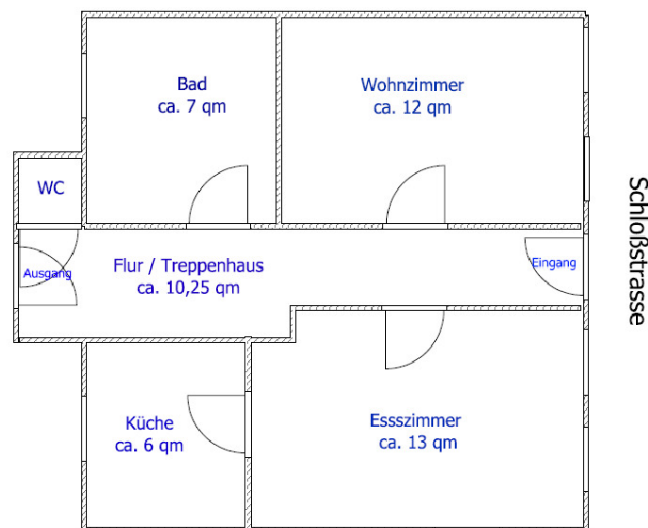 Bad
ca. 7 qm
Wohnzimmer
ca. 12 qm
WC
Schloßstrasse
Ausgang
Flur / Treppenhaus
ca. 10,25 qm
Eingang
Küche
ca. 6 qm
Essszimmer
ca. 13 qm